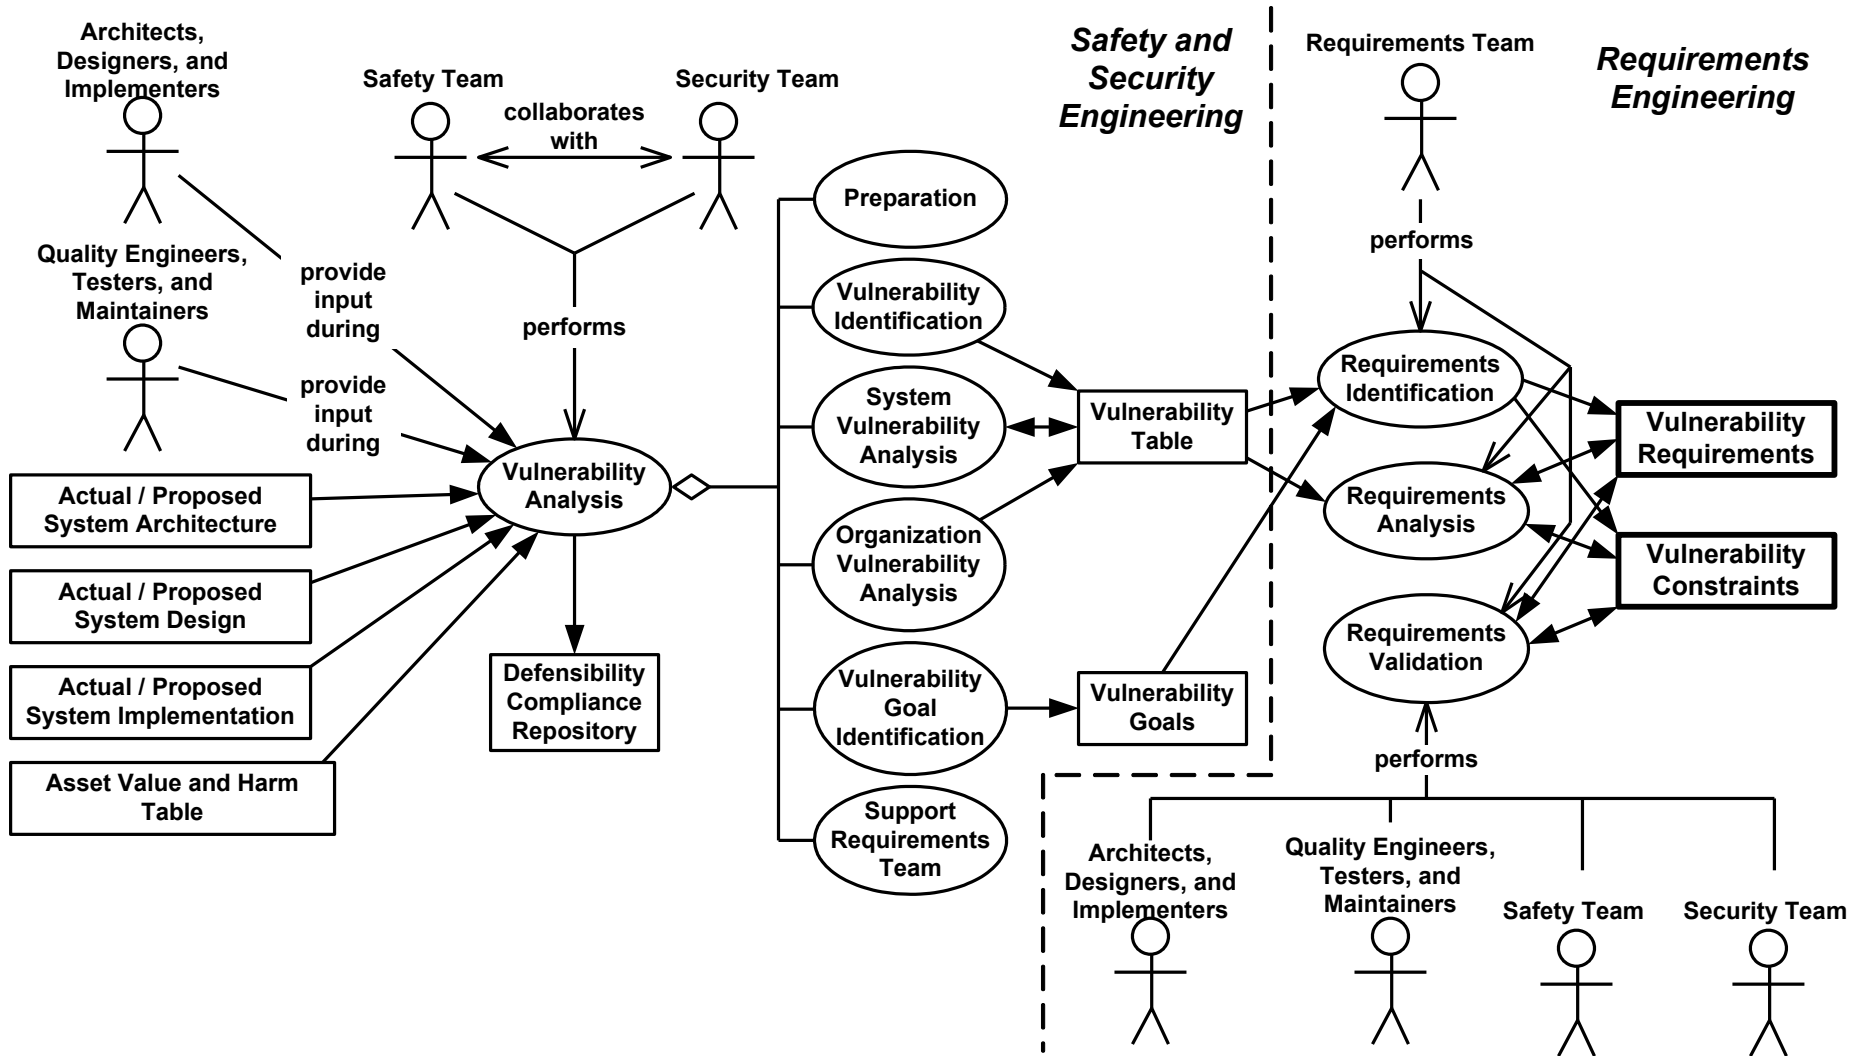 Architects,
Designers, and
Implementers
Safety Team
Security Team
collaborates
with
Safety and
Security
Engineering
Requirements Team
Requirements
Engineering
Quality Engineers,
Testers, and
Maintainers
provide
input
during
provide
input
during
performs
performs
Actual / Proposed
System Architecture
Actual / Proposed
System Design
Actual / Proposed
System Implementation
Asset Value and Harm
Table
Vulnerability
Analysis
Defensibility
Compliance
Repository
Preparation
Vulnerability
Identification
System
Vulnerability
Analysis
Organization
Vulnerability
Analysis
Vulnerability
Goal
Identification
Support
Requirements
Team
Vulnerability
Table
Vulnerability
Goals
Requirements
Identification
Requirements
Analysis
Requirements
Validation
Vulnerability
Requirements
Vulnerability
Constraints
performs
Architects,
Designers, and
Implementers
Quality Engineers,
Testers, and
Maintainers
Safety Team
Security Team